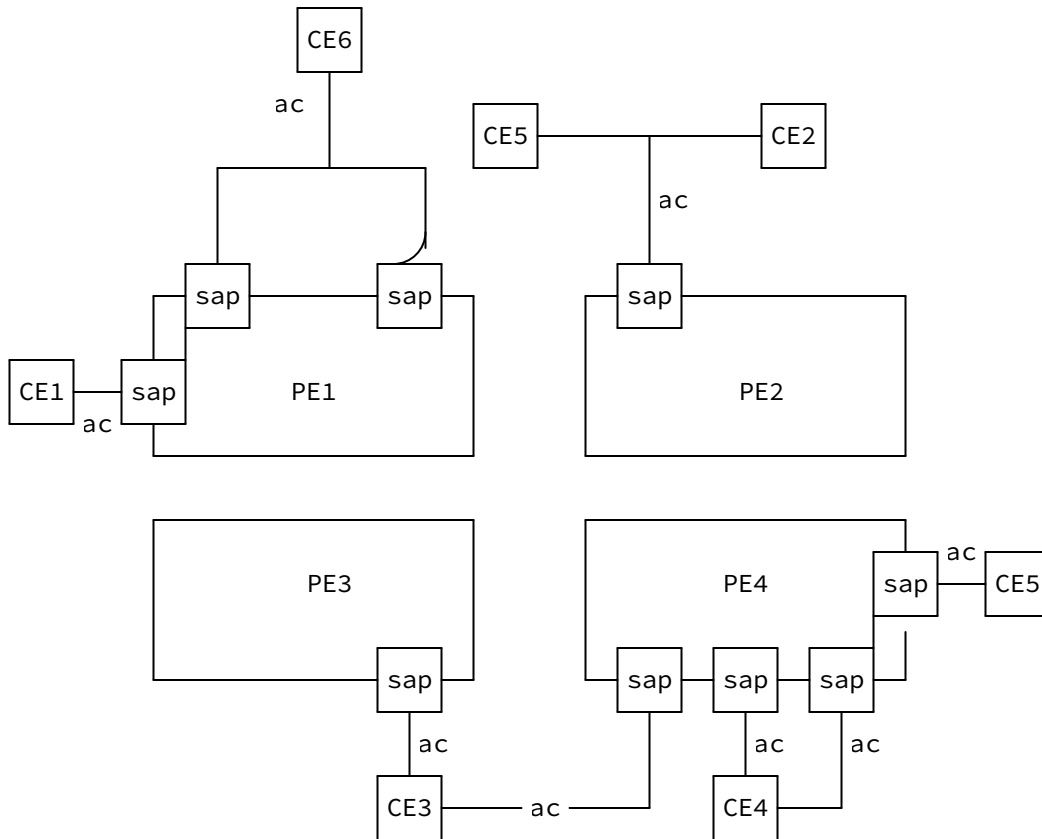 CE6
ac
CE5 CE2
ac
sap sap sap
CE1 sap PE1 PE2
ac
ac
PE3 PE4 sap CE5
sap sap sap sap
ac ac ac
CE3 ac CE4